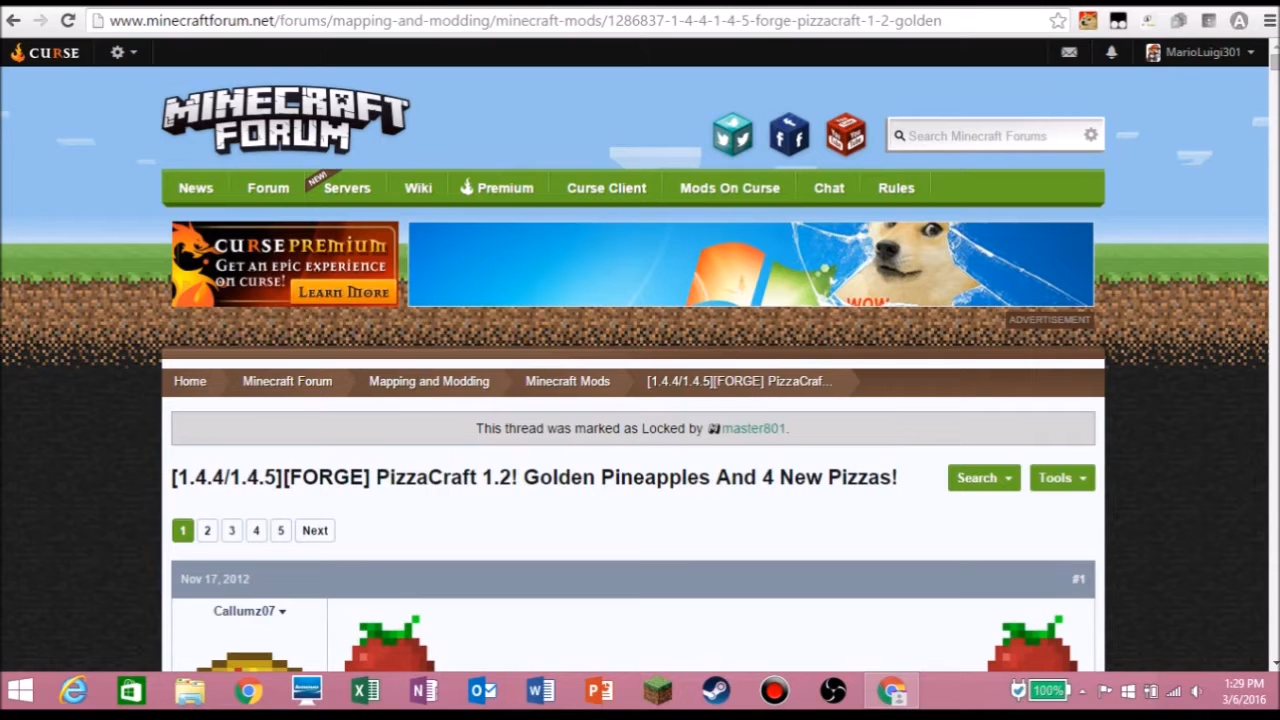 www.minecraftforum.net/forums/mapping-and-modding/minecraft-mods/1286837-1-4-4-1-4-5-forge-pizzacraft-1-2-golden
CURSE
MarioLuigi301
MINECRAFT
FORUM
Search Minecraft Forums
News
Forum
NEW!
Servers
Wiki
Premium
Curse Client
Mods On Curse
Chat
Rules
CURSE PREMIUM
GET AN EPIC EXPERIENCE
ON CURSE!
LEARN MORE
WOW
ADVERTISEMENT
Home
Minecraft Forum
Mapping and Modding
Minecraft Mods
[1.4.4/1.4.5][FORGE] PizzaCraf...
This thread was marked as Locked by master801.
[1.4.4/1.4.5][FORGE] PizzaCraft 1.2! Golden Pineapples And 4 New Pizzas!
Search
Tools
1 2 3 4 5 Next
Nov 17, 2012
#1
Callumz07
100%
1:29 PM
3/6/2016